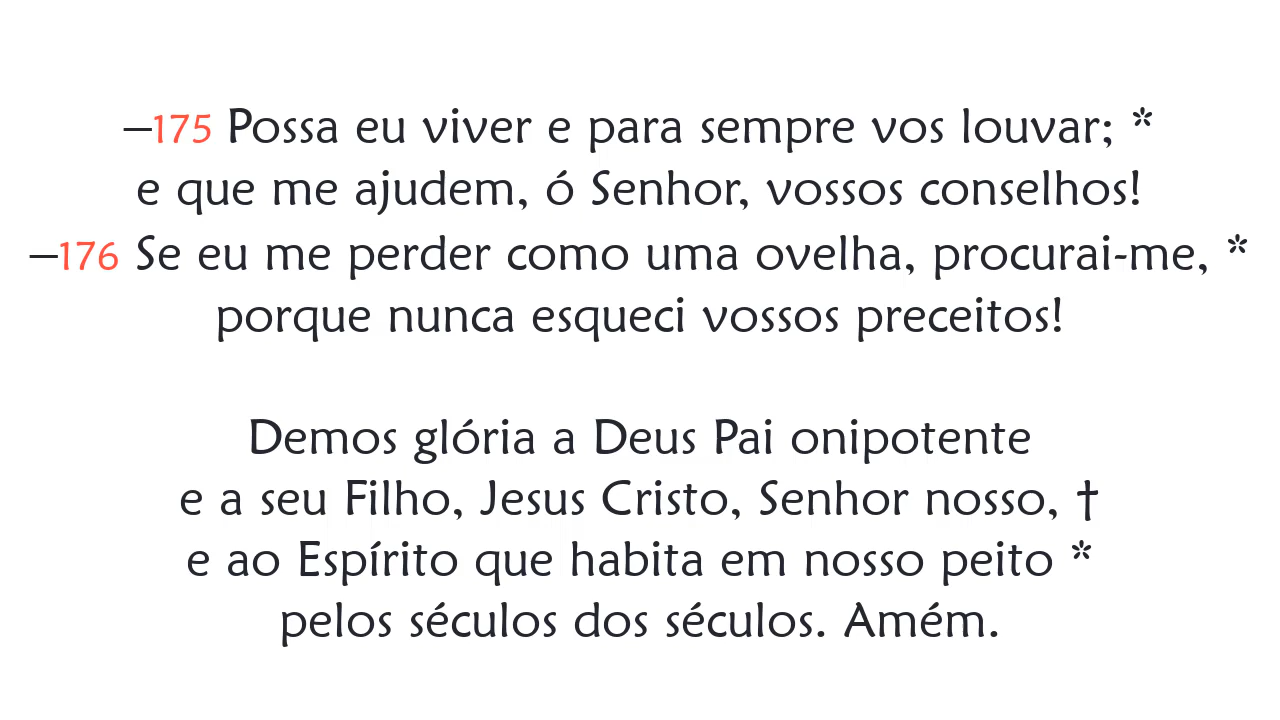 —175 Possa eu viver e para sempre vos louvar; *
e que me ajudem, ó Senhor, vossos conselhos!
—176 Se eu me perder como uma ovelha, procurai-me, *
porque nunca esqueci vossos preceitos!
Demos glória a Deus Pai onipotente
e a seu Filho, Jesus Cristo, Senhor nosso, †
e ao Espírito que habita em nosso peito *
pelos séculos dos séculos. Amém.